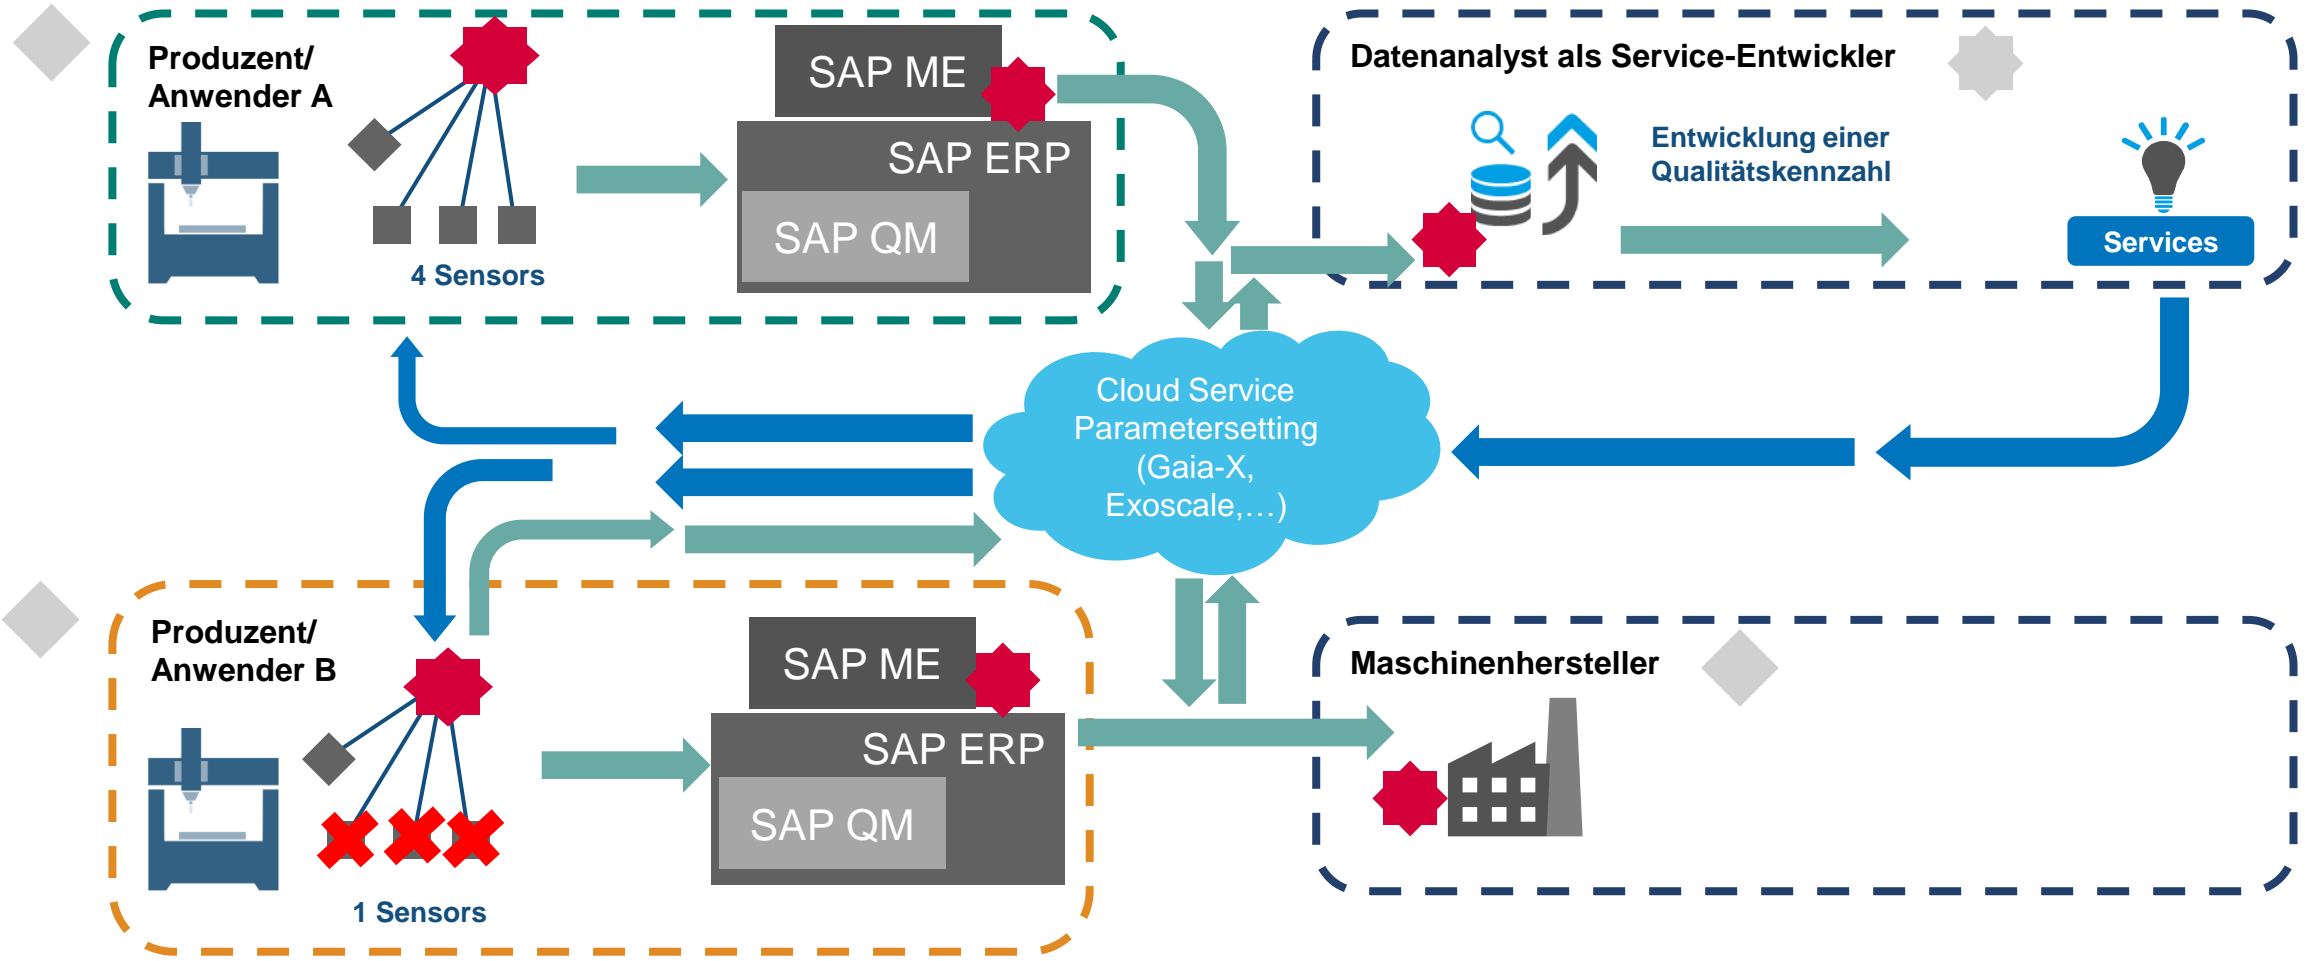 Produzent/
Anwender A
4 Sensors
SAP ME
SAP ERP
SAP QM
Datenanalyst als Service-Entwickler
Entwicklung einer
Qualitätskennzahl
Services
Cloud Service
Parametersetting
(Gaia-X,
Exoscale,…)
Produzent/
Anwender B
1 Sensors
SAP ME
SAP ERP
SAP QM
Maschinenhersteller